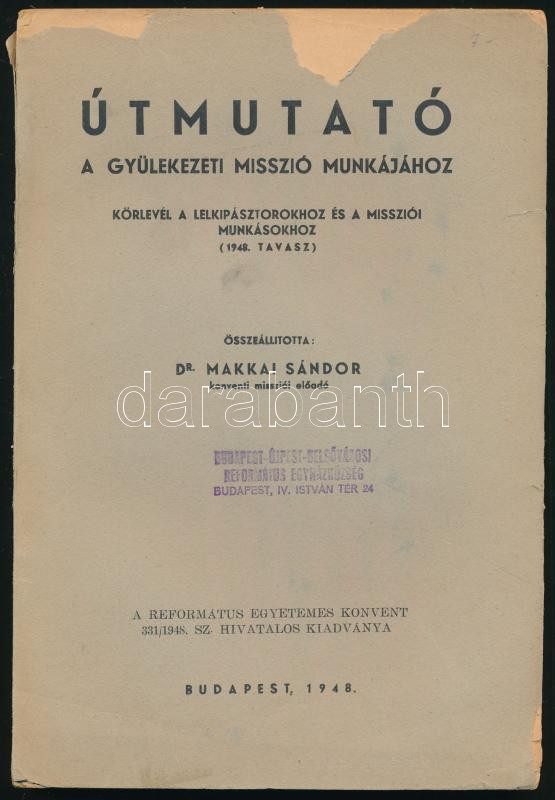 7-
ÚTMUTATÓ
A GYÜLEKEZETI MISSZIÓ MUNKÁJÁHOZ
KÖRLEVÉL A LELKIPÁSZTOROKHOZ ÉS A MISSZIÓI
MUNKÁSOKHOZ
(1948. TAVASZ)
ÖSSZEÁLLITOTTA:
DR. MAKKAI SÁNDOR
konventi missziói előadó
darabanth
BUDAPEST-ÚJPEST-BELSŐVÁROSI
REFORMÁTUS EGYHÁZKÖZSÉG
BUDAPEST, IV. ISTVÁN TÉR 24
A REFORMÁTUS EGYETEMES KONVENT
331/1948. SZ. HIVATALOS KIADVÁNYA
BUDAPEST, 1948.